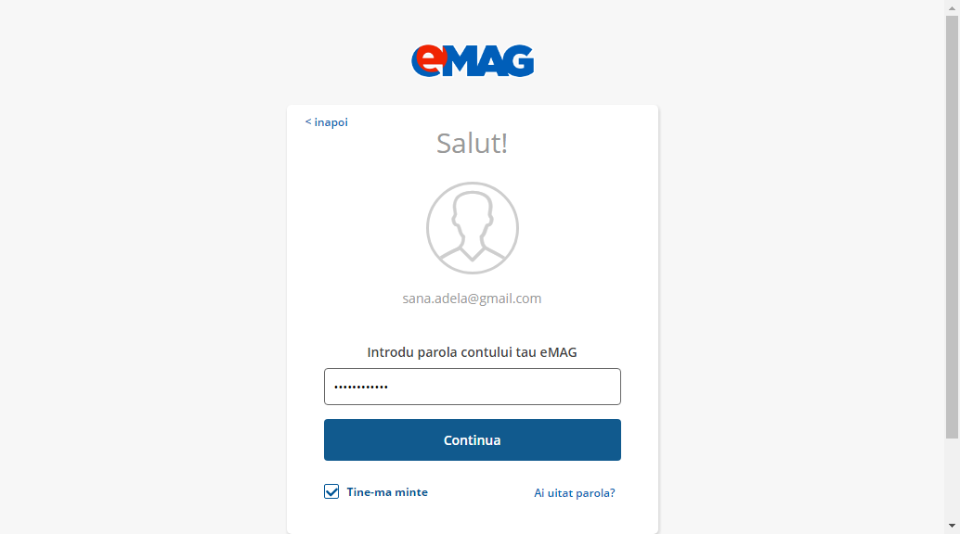 eMAG
< inapoi
Salut!
sana.adela@gmail.com
Introdu parola contului tau eMAG
••••••••••••
Continua
Tine-ma minte
Ai uitat parola?